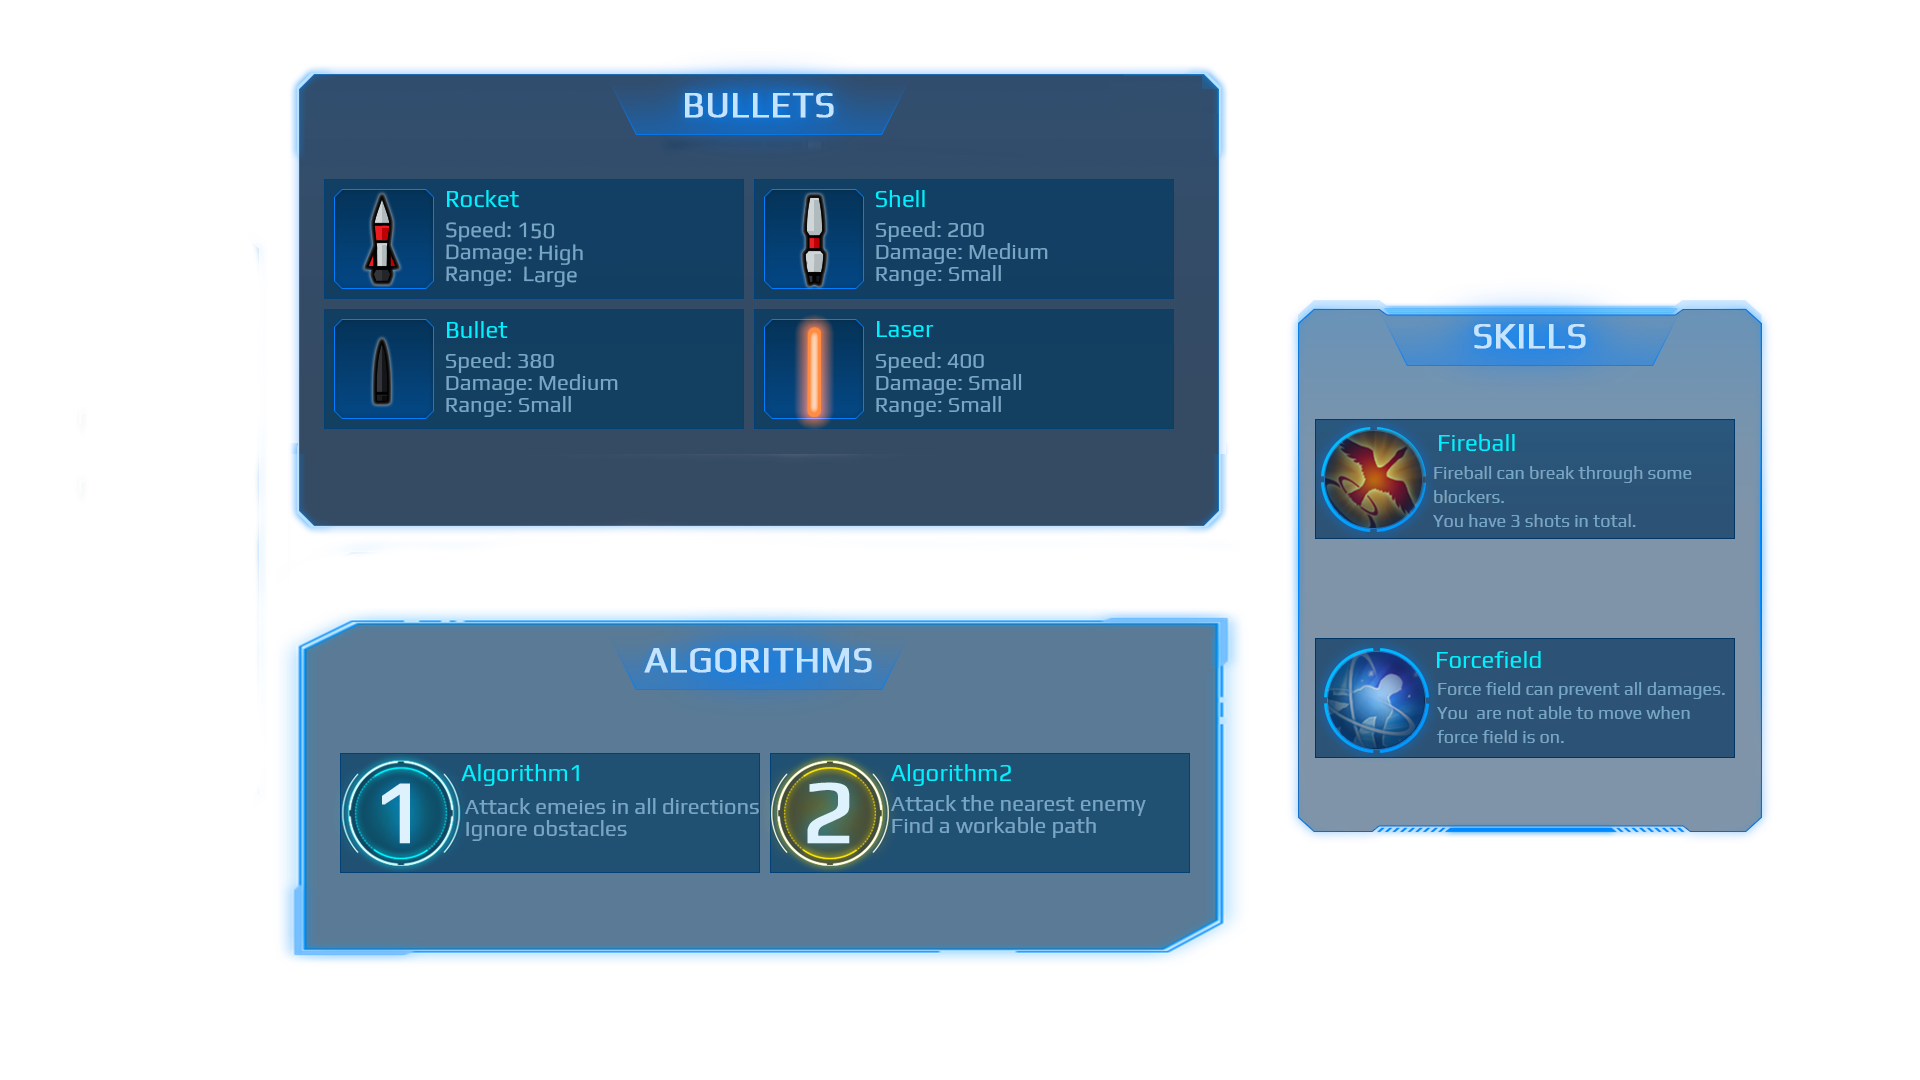 BULLETS
Rocket
Speed: 150
Damage: High
Range: Large
Shell
Speed: 200
Damage: Medium
Range: Small
Bullet
Speed: 380
Damage: Medium
Range: Small
Laser
Speed: 400
Damage: Small
Range: Small
ALGORITHMS
1
Algorithm1
Attack emeies in all directions
Ignore obstacles
2
Algorithm2
Attack the nearest enemy
Find a workable path
SKILLS
Fireball
Fireball can break through some
blockers.
You have 3 shots in total.
Forcefield
Force field can prevent all damages.
You are not able to move when
force field is on.